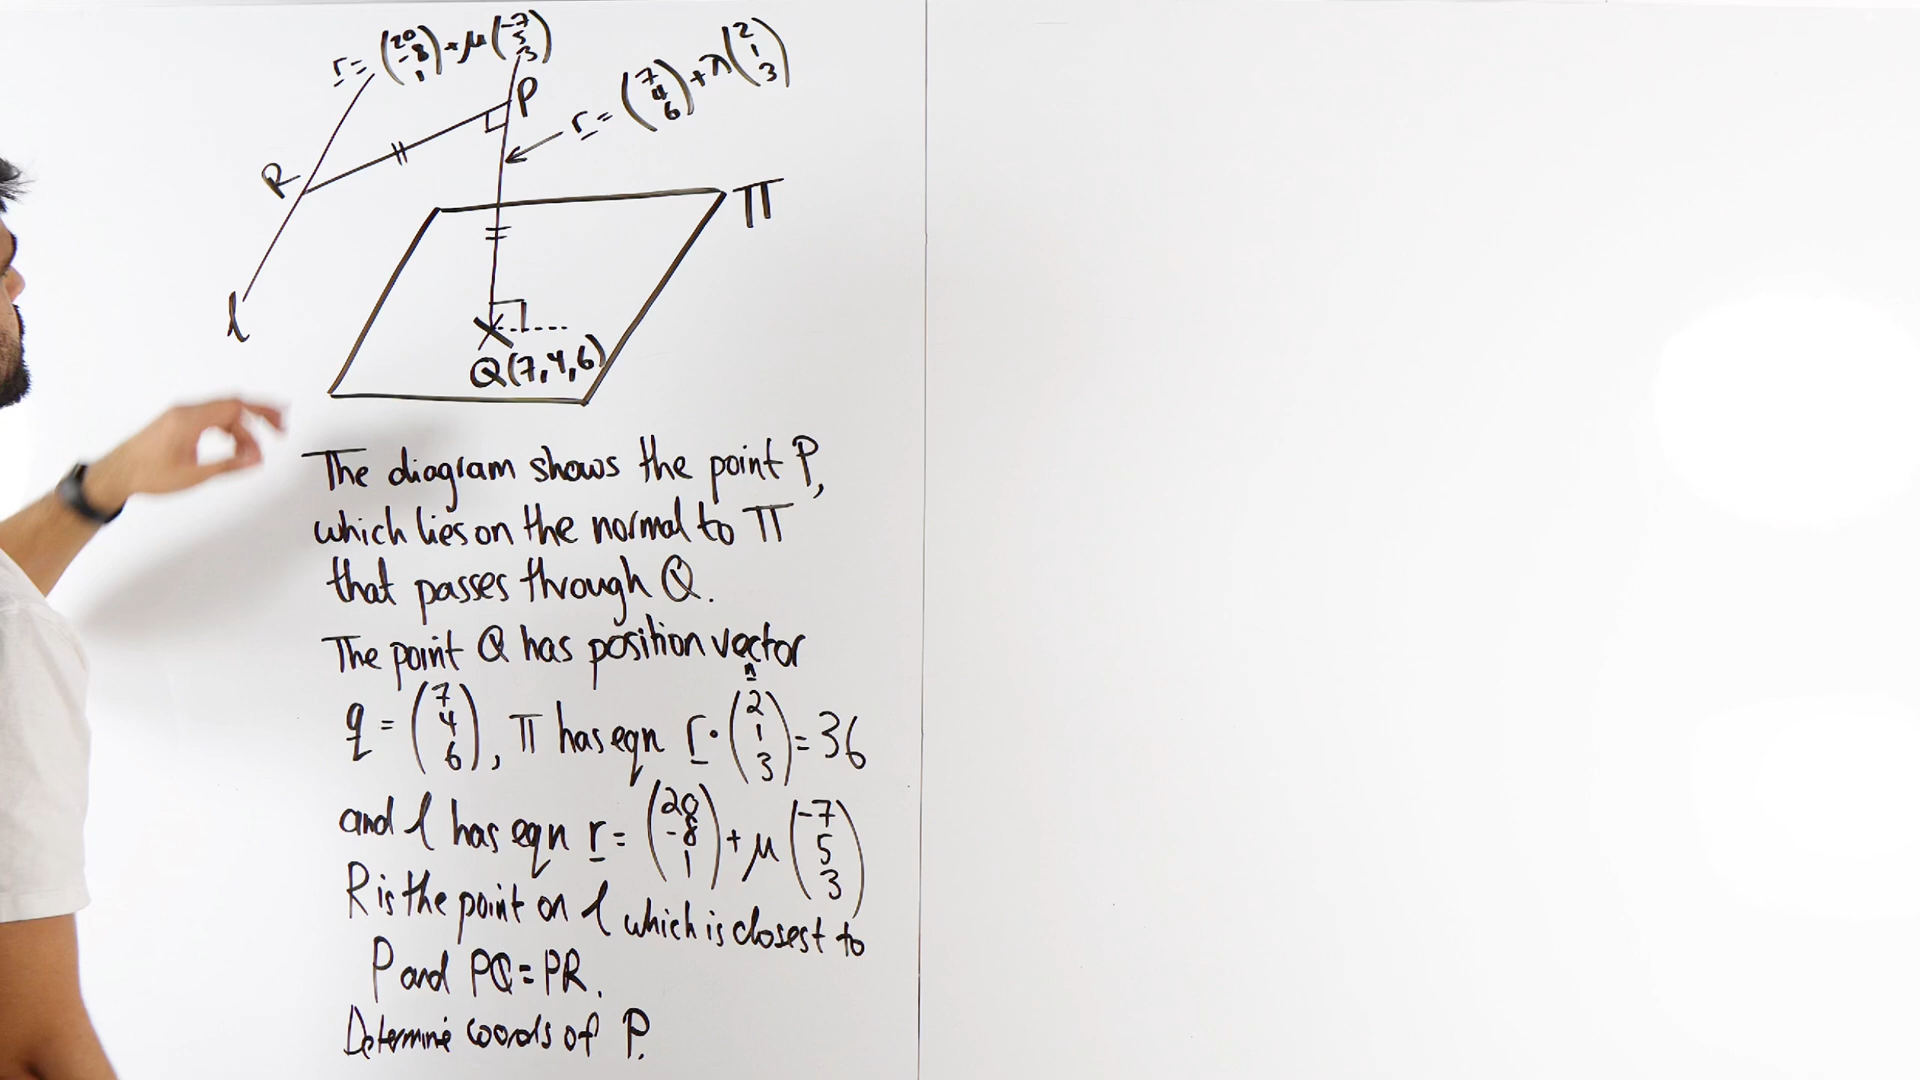 r = (20 -8 1) + μ(-7 5 3)
r = (7 4 6) + λ(2 1 3)
P
R
Π
l
Q(7,4,6)
The diagram shows the point P,
which lies on the normal to Π
that passes through Q.
The point Q has position vector
n
q = (7 4 6), Π has eqn r·(2 1 3) = 36
and l has eqn r = (20 -8 1) + μ(-7 5 3)
R is the point on l which is closest to
P and PQ = PR.
Determine coords of P.